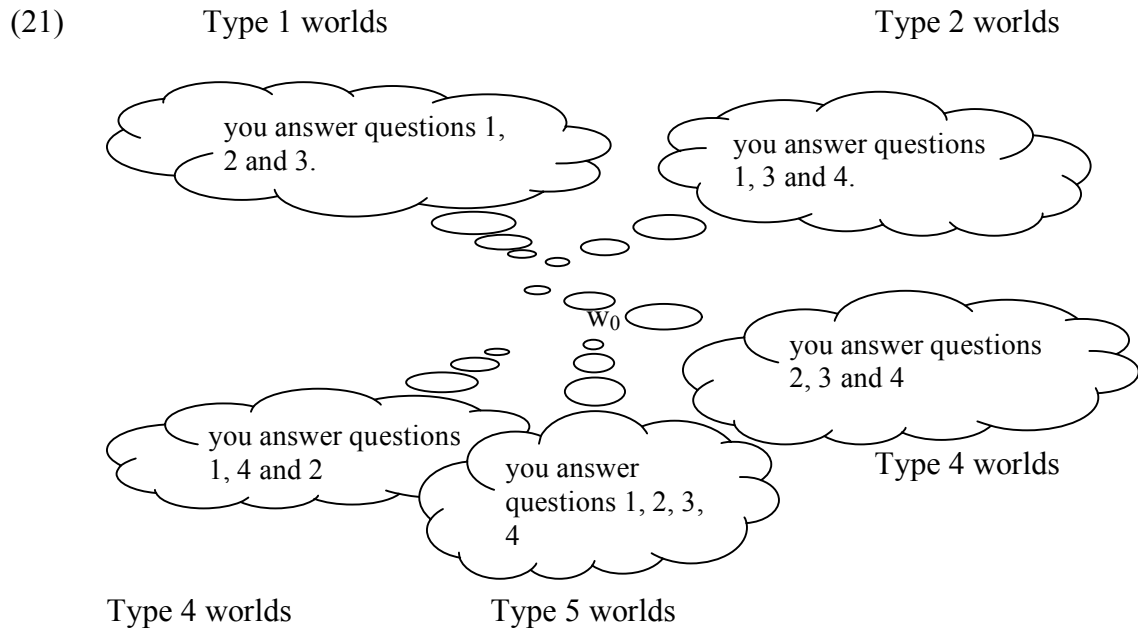 (21) Type 1 worlds Type 2 worlds
you answer questions 1,
2 and 3.
you answer questions
1, 3 and 4.
w₀
you answer questions
2, 3 and 4
Type 4 worlds
you answer questions
1, 4 and 2
you answer
questions 1, 2, 3,
4
Type 4 worlds Type 5 worlds